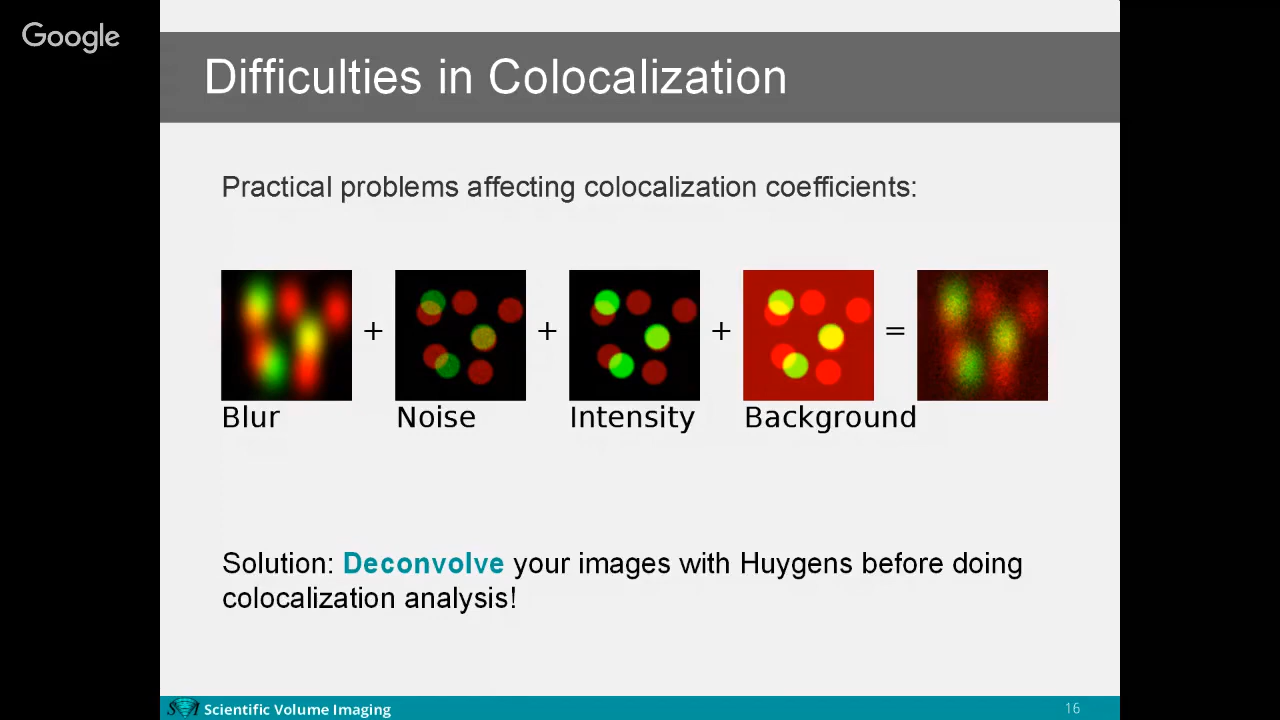 Google
Difficulties in Colocalization
Practical problems affecting colocalization coefficients:
+ + + =
Blur Noise Intensity Background
Solution: Deconvolve your images with Huygens before doing
colocalization analysis!
SVI Scientific Volume Imaging 16